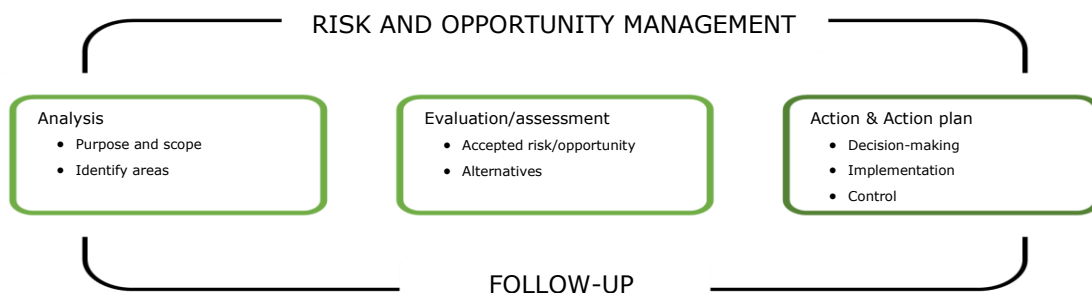 RISK AND OPPORTUNITY MANAGEMENT
Analysis
• Purpose and scope
• Identify areas
Evaluation/assessment
• Accepted risk/opportunity
• Alternatives
Action & Action plan
• Decision-making
• Implementation
• Control
FOLLOW-UP